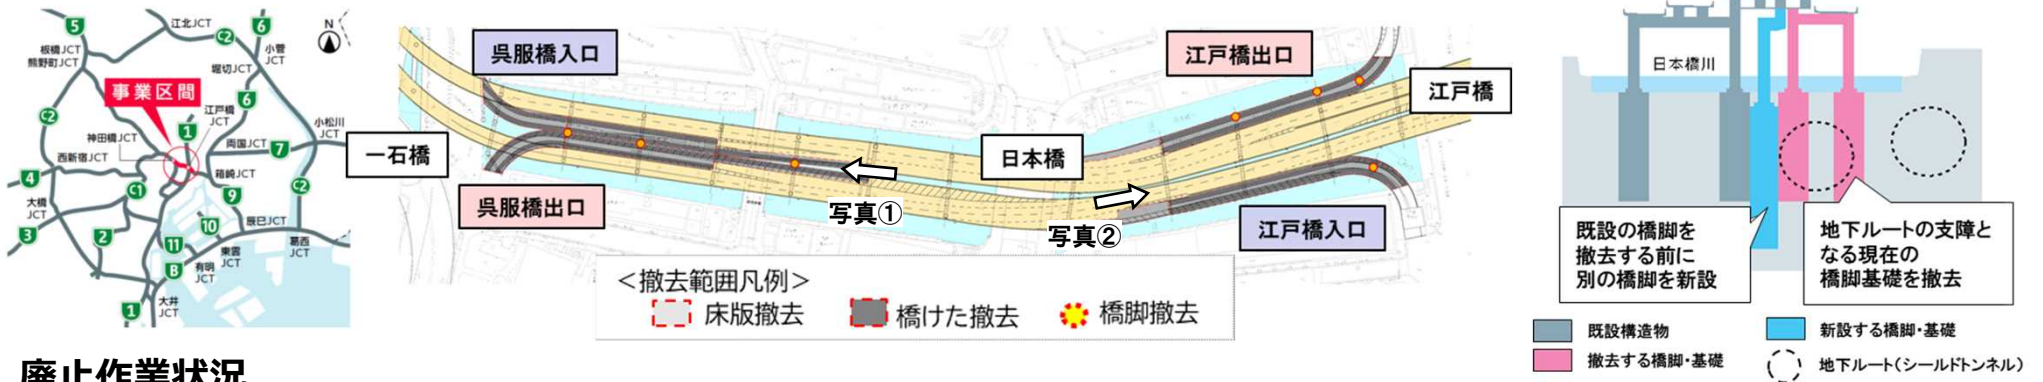 5
江北JCT
6
N
C2
小菅
JCT
板橋JCT
熊野町JCT
堀切JCT
事業区間
6
江戸橋
JCT
小松川
JCT
C2
神田橋JCT
1
両国JCT
7
西新宿JCT
箱崎JCT
4
C1
9
C2
大橋
JCT
10
辰巳JCT
3
2
11
東雲
JCT
葛西
JCT
B
有明
JCT
1
大井
JCT
呉服橋入口
江戸橋出口
江戸橋
一石橋
日本橋
呉服橋出口
写真①
写真②
江戸橋入口
<撤去範囲凡例>
床版撤去
橋けた撤去
橋脚撤去
日本橋川
既設の橋脚を
撤去する前に
別の橋脚を新設
地下ルートの支障と
なる現在の
橋脚基礎を撤去
既設構造物
新設する橋脚・基礎
撤去する橋脚・基礎
地下ルート(シールドトンネル)
廃止作業状況